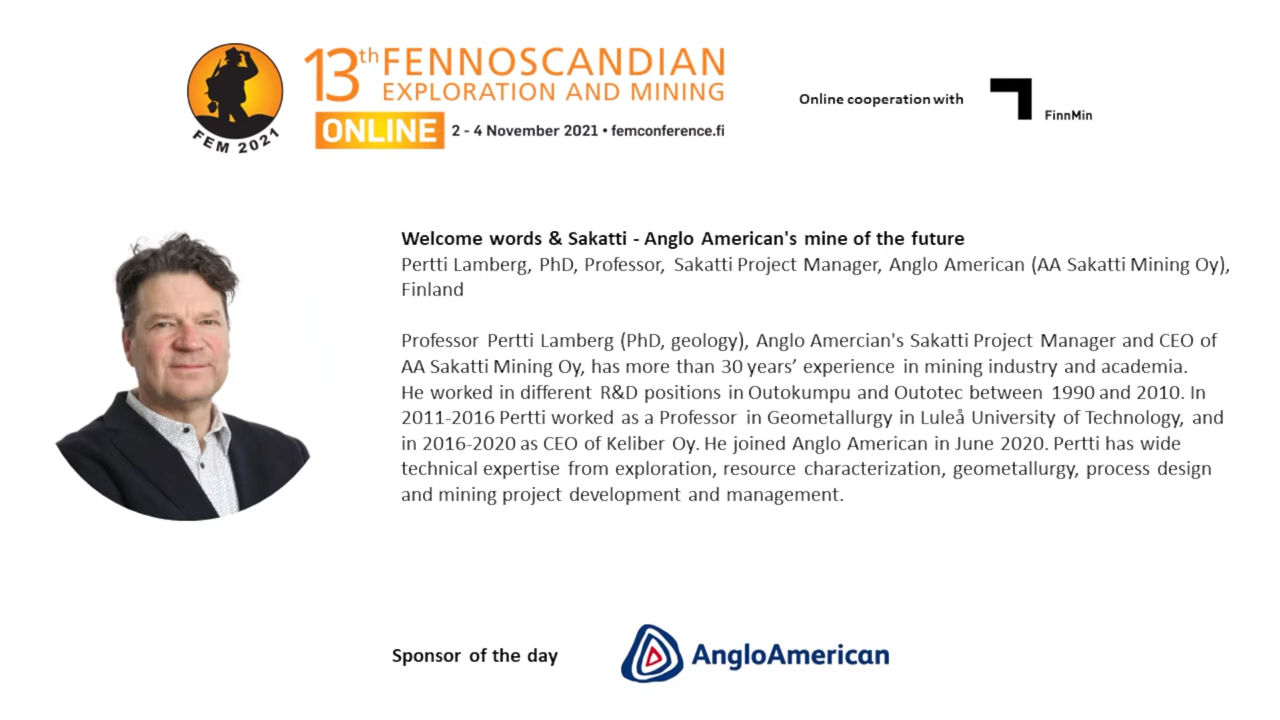 13th FENNOSCANDIAN
EXPLORATION AND MINING
ONLINE 2 - 4 November 2021 • femconference.fi
FEM 2021
Online cooperation with
FinnMin
Welcome words & Sakatti - Anglo American's mine of the future
Pertti Lamberg, PhD, Professor, Sakatti Project Manager, Anglo American (AA Sakatti Mining Oy),
Finland
Professor Pertti Lamberg (PhD, geology), Anglo Amercian's Sakatti Project Manager and CEO of
AA Sakatti Mining Oy, has more than 30 years’ experience in mining industry and academia.
He worked in different R&D positions in Outokumpu and Outotec between 1990 and 2010. In
2011-2016 Pertti worked as a Professor in Geometallurgy in Luleå University of Technology, and
in 2016-2020 as CEO of Keliber Oy. He joined Anglo American in June 2020. Pertti has wide
technical expertise from exploration, resource characterization, geometallurgy, process design
and mining project development and management.
Sponsor of the day
AngloAmerican